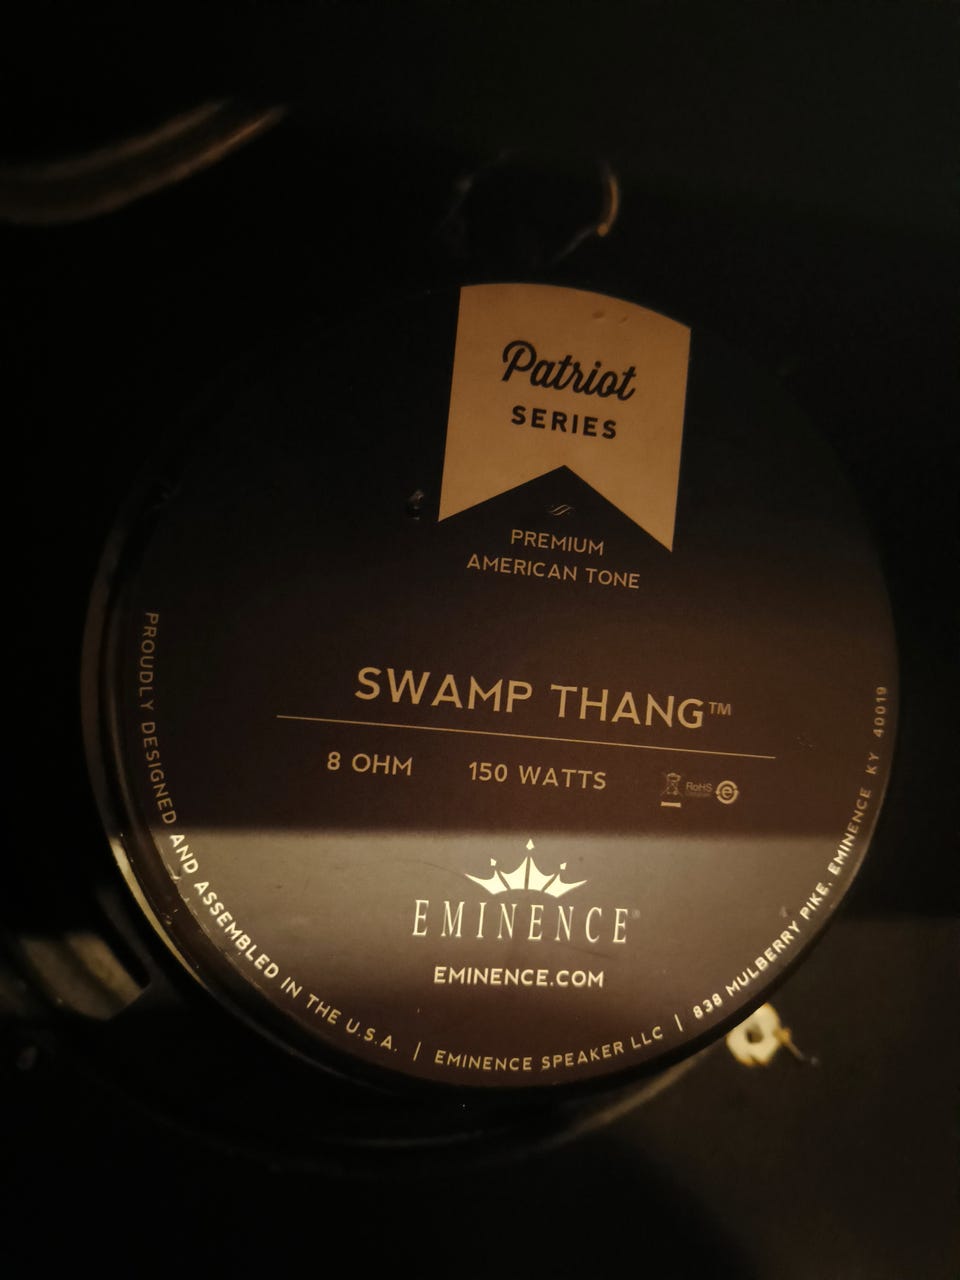 Patriot
SERIES
PREMIUM
AMERICAN TONE
SWAMP THANG™
8 OHM 150 WATTS
RoHS
EMINENCE®
EMINENCE.COM
PROUDLY DESIGNED AND ASSEMBLED IN THE U.S.A. | EMINENCE SPEAKER LLC | 838 MULBERRY PIKE, EMINENCE KY 40019